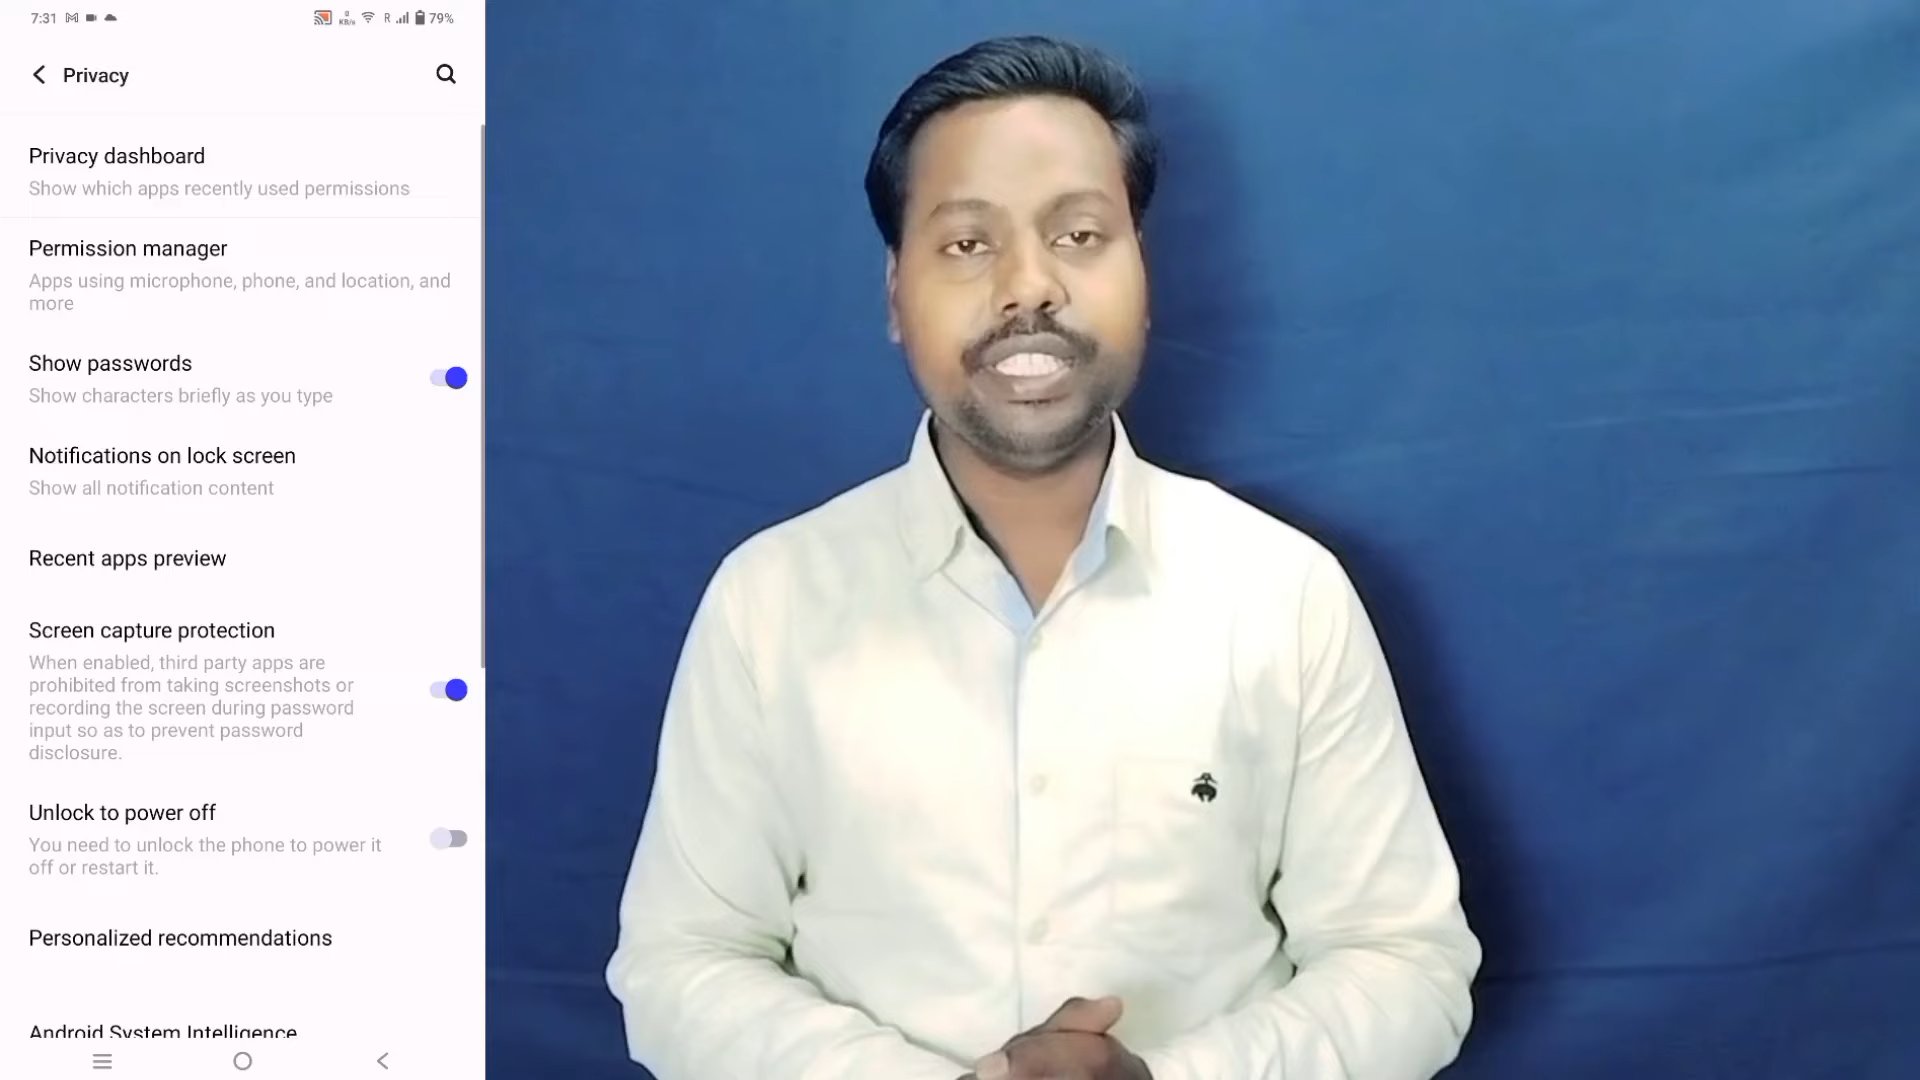 7:31
0
KB/s
R
79%
Privacy
Privacy dashboard
Show which apps recently used permissions
Permission manager
Apps using microphone, phone, and location, and
more
Show passwords
Show characters briefly as you type
Notifications on lock screen
Show all notification content
Recent apps preview
Screen capture protection
When enabled, third party apps are
prohibited from taking screenshots or
recording the screen during password
input so as to prevent password
disclosure.
Unlock to power off
You need to unlock the phone to power it
off or restart it.
Personalized recommendations
Android System Intelligence